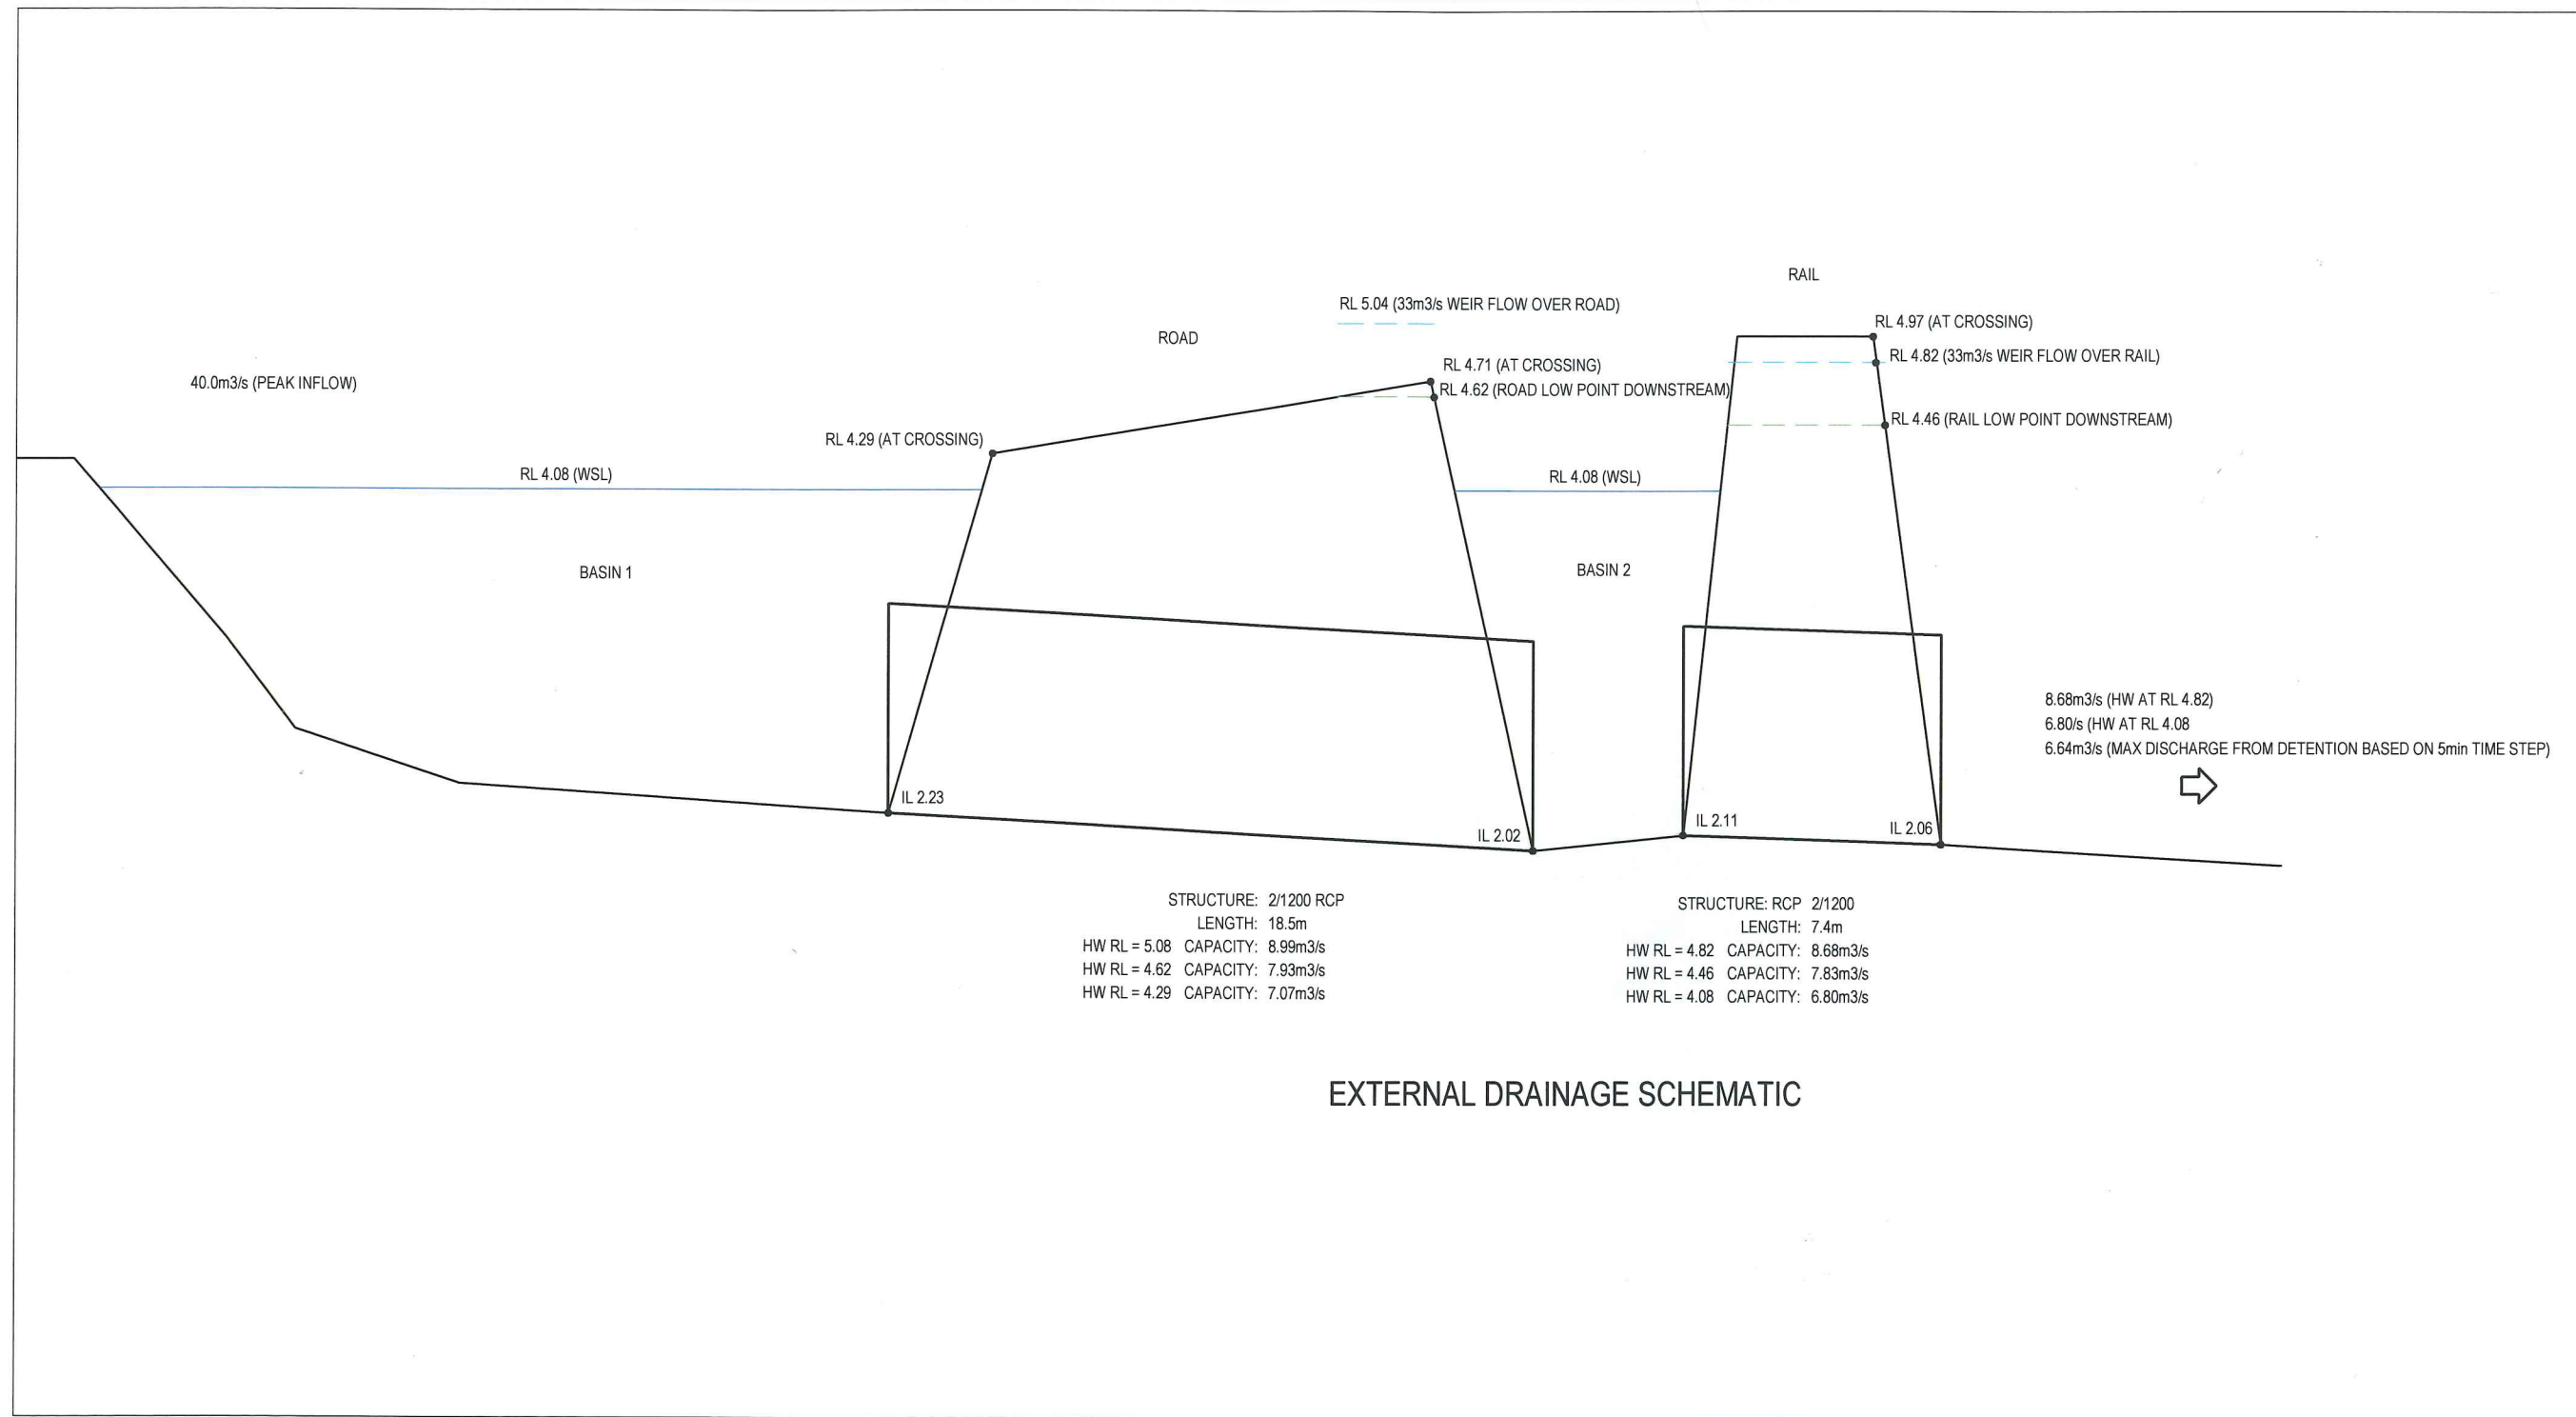 RAIL
RL 5.04 (33m3/s WEIR FLOW OVER ROAD)
ROAD
RL 4.97 (AT CROSSING)
RL 4.82 (33m3/s WEIR FLOW OVER RAIL)
40.0m3/s (PEAK INFLOW)
RL 4.71 (AT CROSSING)
RL 4.62 (ROAD LOW POINT DOWNSTREAM)
RL 4.46 (RAIL LOW POINT DOWNSTREAM)
RL 4.29 (AT CROSSING)
RL 4.08 (WSL)
RL 4.08 (WSL)
BASIN 1
BASIN 2
8.68m3/s (HW AT RL 4.82)
6.80/s (HW AT RL 4.08
6.64m3/s (MAX DISCHARGE FROM DETENTION BASED ON 5min TIME STEP)
IL 2.23
IL 2.02
IL 2.11
IL 2.06
STRUCTURE: 2/1200 RCP
LENGTH: 18.5m
HW RL = 5.08 CAPACITY: 8.99m3/s
HW RL = 4.62 CAPACITY: 7.93m3/s
HW RL = 4.29 CAPACITY: 7.07m3/s
STRUCTURE: RCP 2/1200
LENGTH: 7.4m
HW RL = 4.82 CAPACITY: 8.68m3/s
HW RL = 4.46 CAPACITY: 7.83m3/s
HW RL = 4.08 CAPACITY: 6.80m3/s
EXTERNAL DRAINAGE SCHEMATIC